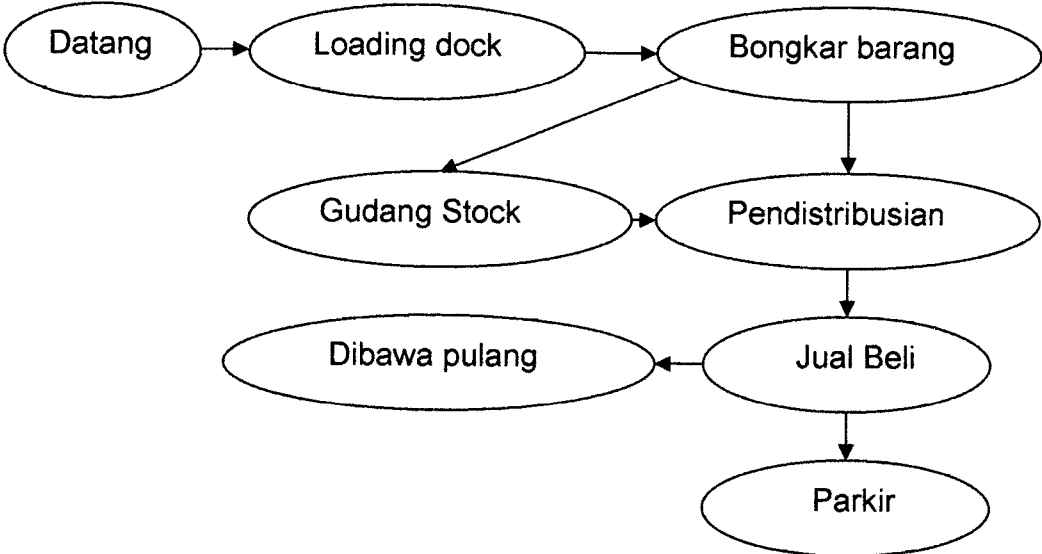 Datang
Loading dock
Bongkar barang
Gudang Stock
Pendistribusian
Dibawa pulang
Jual Beli
Parkir